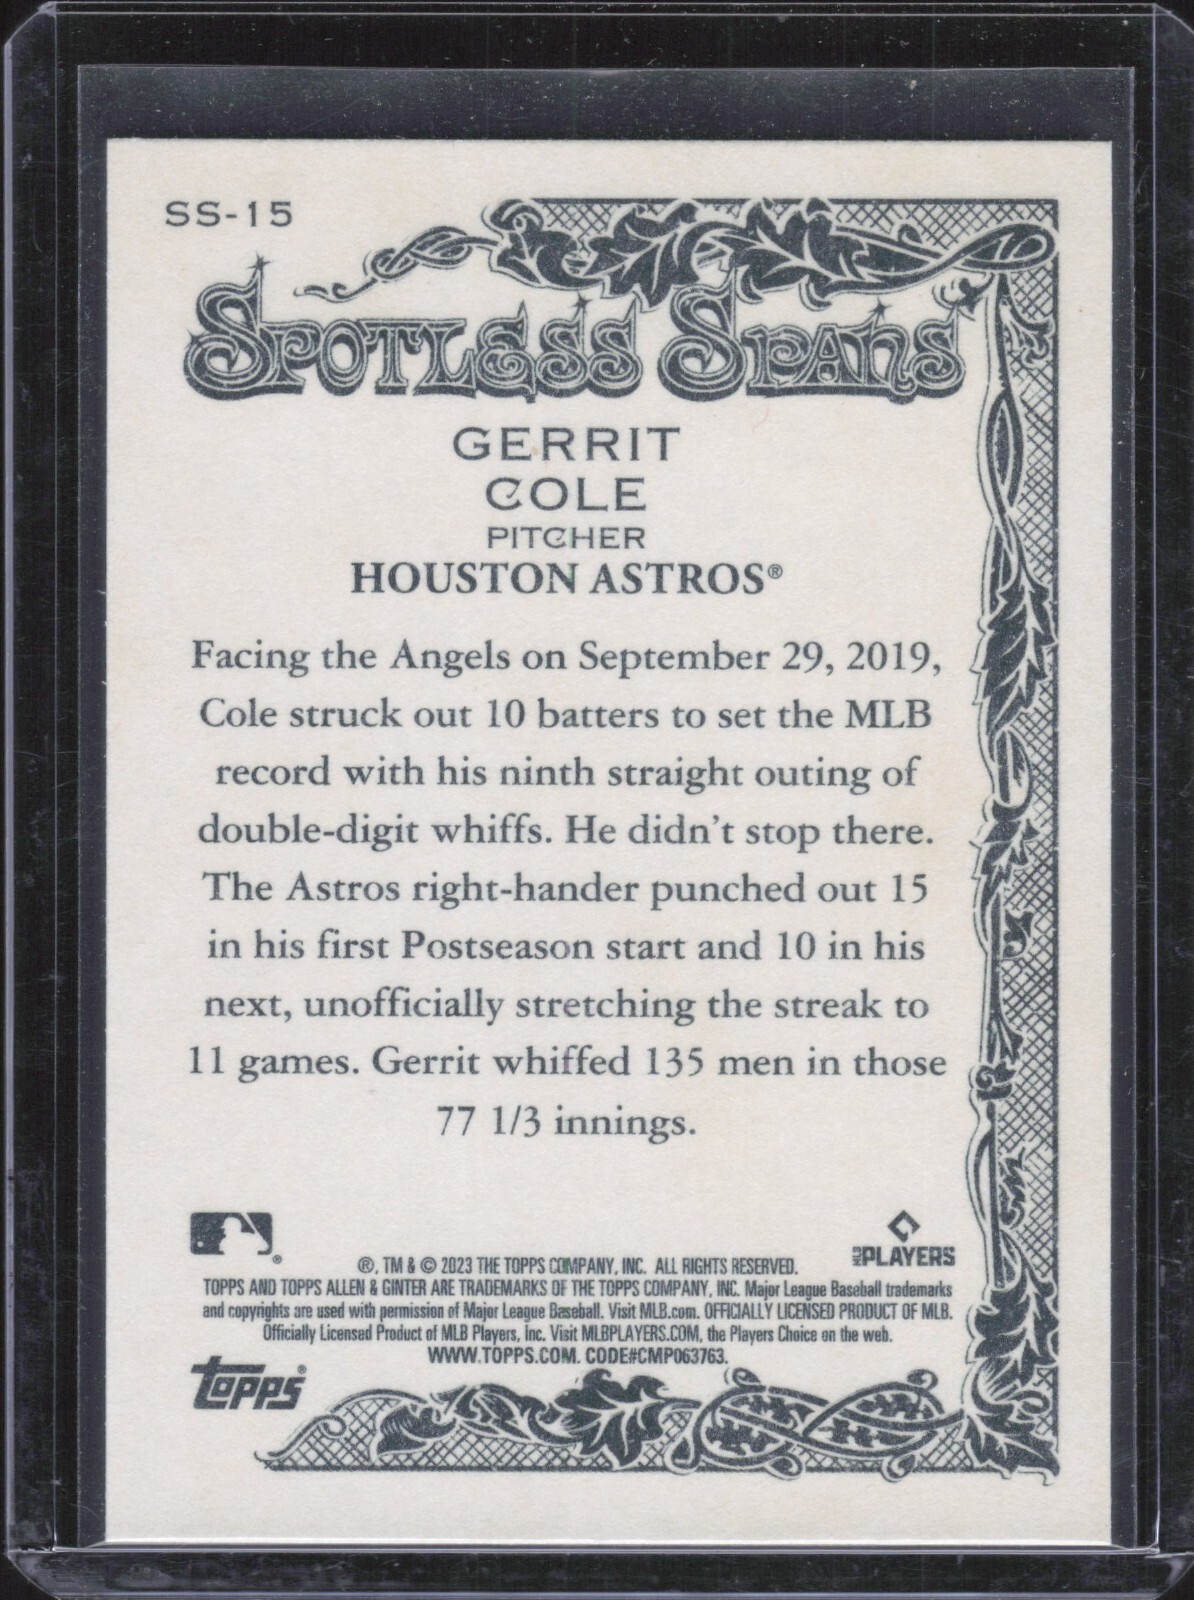 SS-15
SPOTLESS SPANS
GERRIT
COLE
PITCHER
HOUSTON ASTROS®
Facing the Angels on September 29, 2019,
Cole struck out 10 batters to set the MLB
record with his ninth straight outing of
double-digit whiffs. He didn't stop there.
The Astros right-hander punched out 15
in his first Postseason start and 10 in his
next, unofficially stretching the streak to
11 games. Gerrit whiffed 135 men in those
77 1/3 innings.
MLB PLAYERS
®, TM & © 2023 THE TOPPS COMPANY, INC. ALL RIGHTS RESERVED.
TOPPS AND TOPPS ALLEN & GINTER ARE TRADEMARKS OF THE TOPPS COMPANY, INC. Major League Baseball trademarks
and copyrights are used with permission of Major League Baseball. Visit MLB.com. OFFICIALLY LICENSED PRODUCT OF MLB.
Officially Licensed Product of MLB Players, Inc. Visit MLBPLAYERS.COM, the Players Choice on the web.
WWW.TOPPS.COM. CODE#CMP063763.
topps®